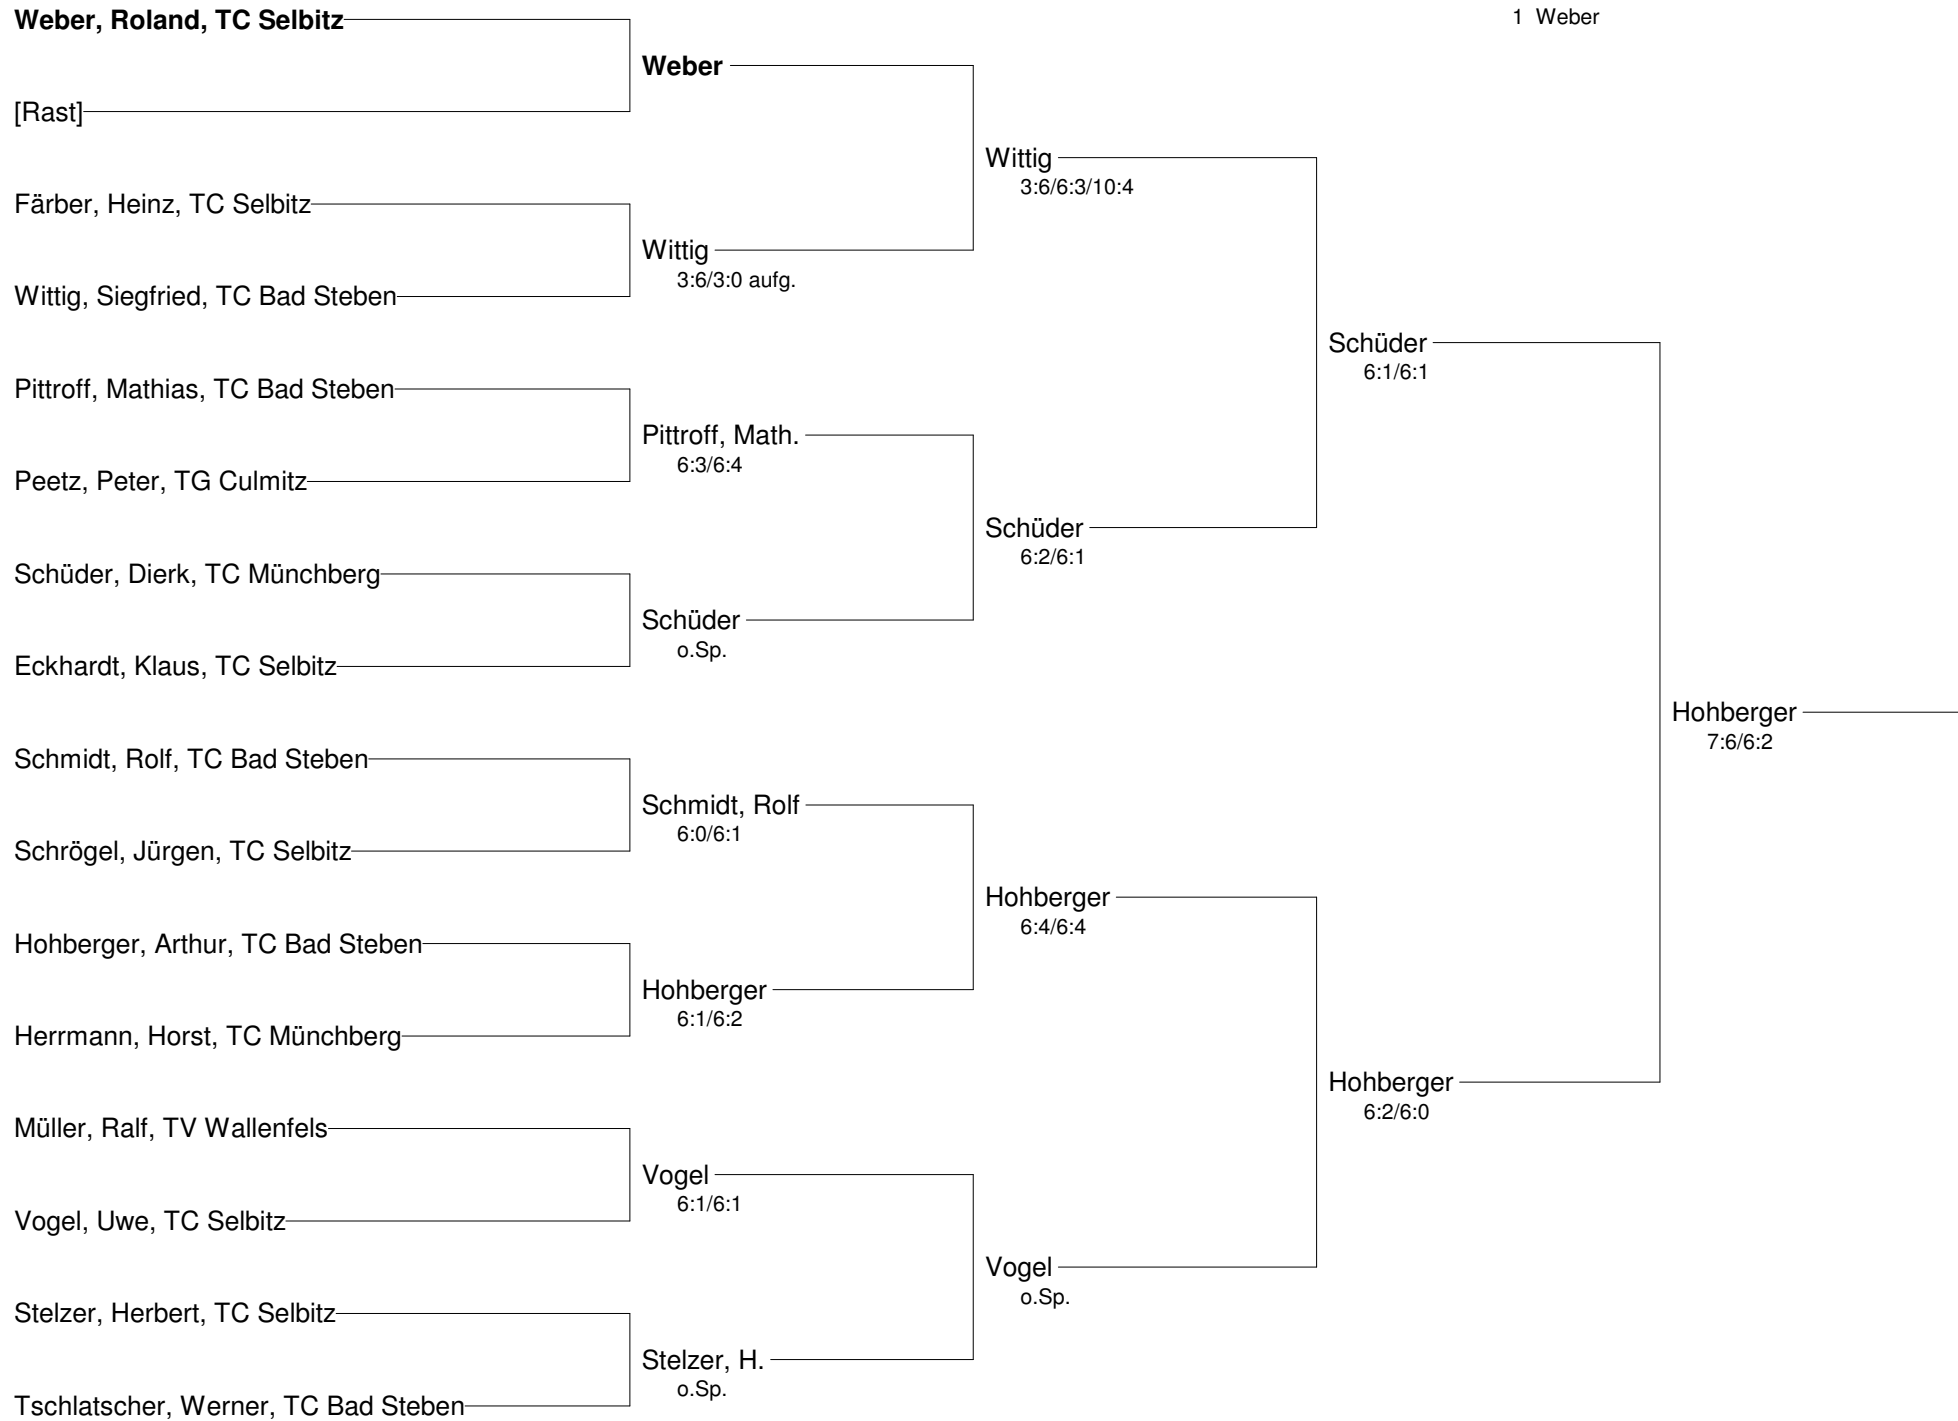 Weber, Roland, TC Selbitz
1 Weber
Weber
[Rast]
Wittig
3:6/6:3/10:4
Färber, Heinz, TC Selbitz
Wittig
3:6/3:0 aufg.
Wittig, Siegfried, TC Bad Steben
Schüder
6:1/6:1
Pittroff, Mathias, TC Bad Steben
Pittroff, Math.
6:3/6:4
Peetz, Peter, TG Culmitz
Schüder
6:2/6:1
Schüder, Dierk, TC Münchberg
Schüder
o.Sp.
Eckhardt, Klaus, TC Selbitz
Hohberger
7:6/6:2
Schmidt, Rolf, TC Bad Steben
Schmidt, Rolf
6:0/6:1
Schrögel, Jürgen, TC Selbitz
Hohberger
6:4/6:4
Hohberger, Arthur, TC Bad Steben
Hohberger
6:1/6:2
Herrmann, Horst, TC Münchberg
Hohberger
6:2/6:0
Müller, Ralf, TV Wallenfels
Vogel
6:1/6:1
Vogel, Uwe, TC Selbitz
Vogel
o.Sp.
Stelzer, Herbert, TC Selbitz
Stelzer, H.
o.Sp.
Tschlatscher, Werner, TC Bad Steben